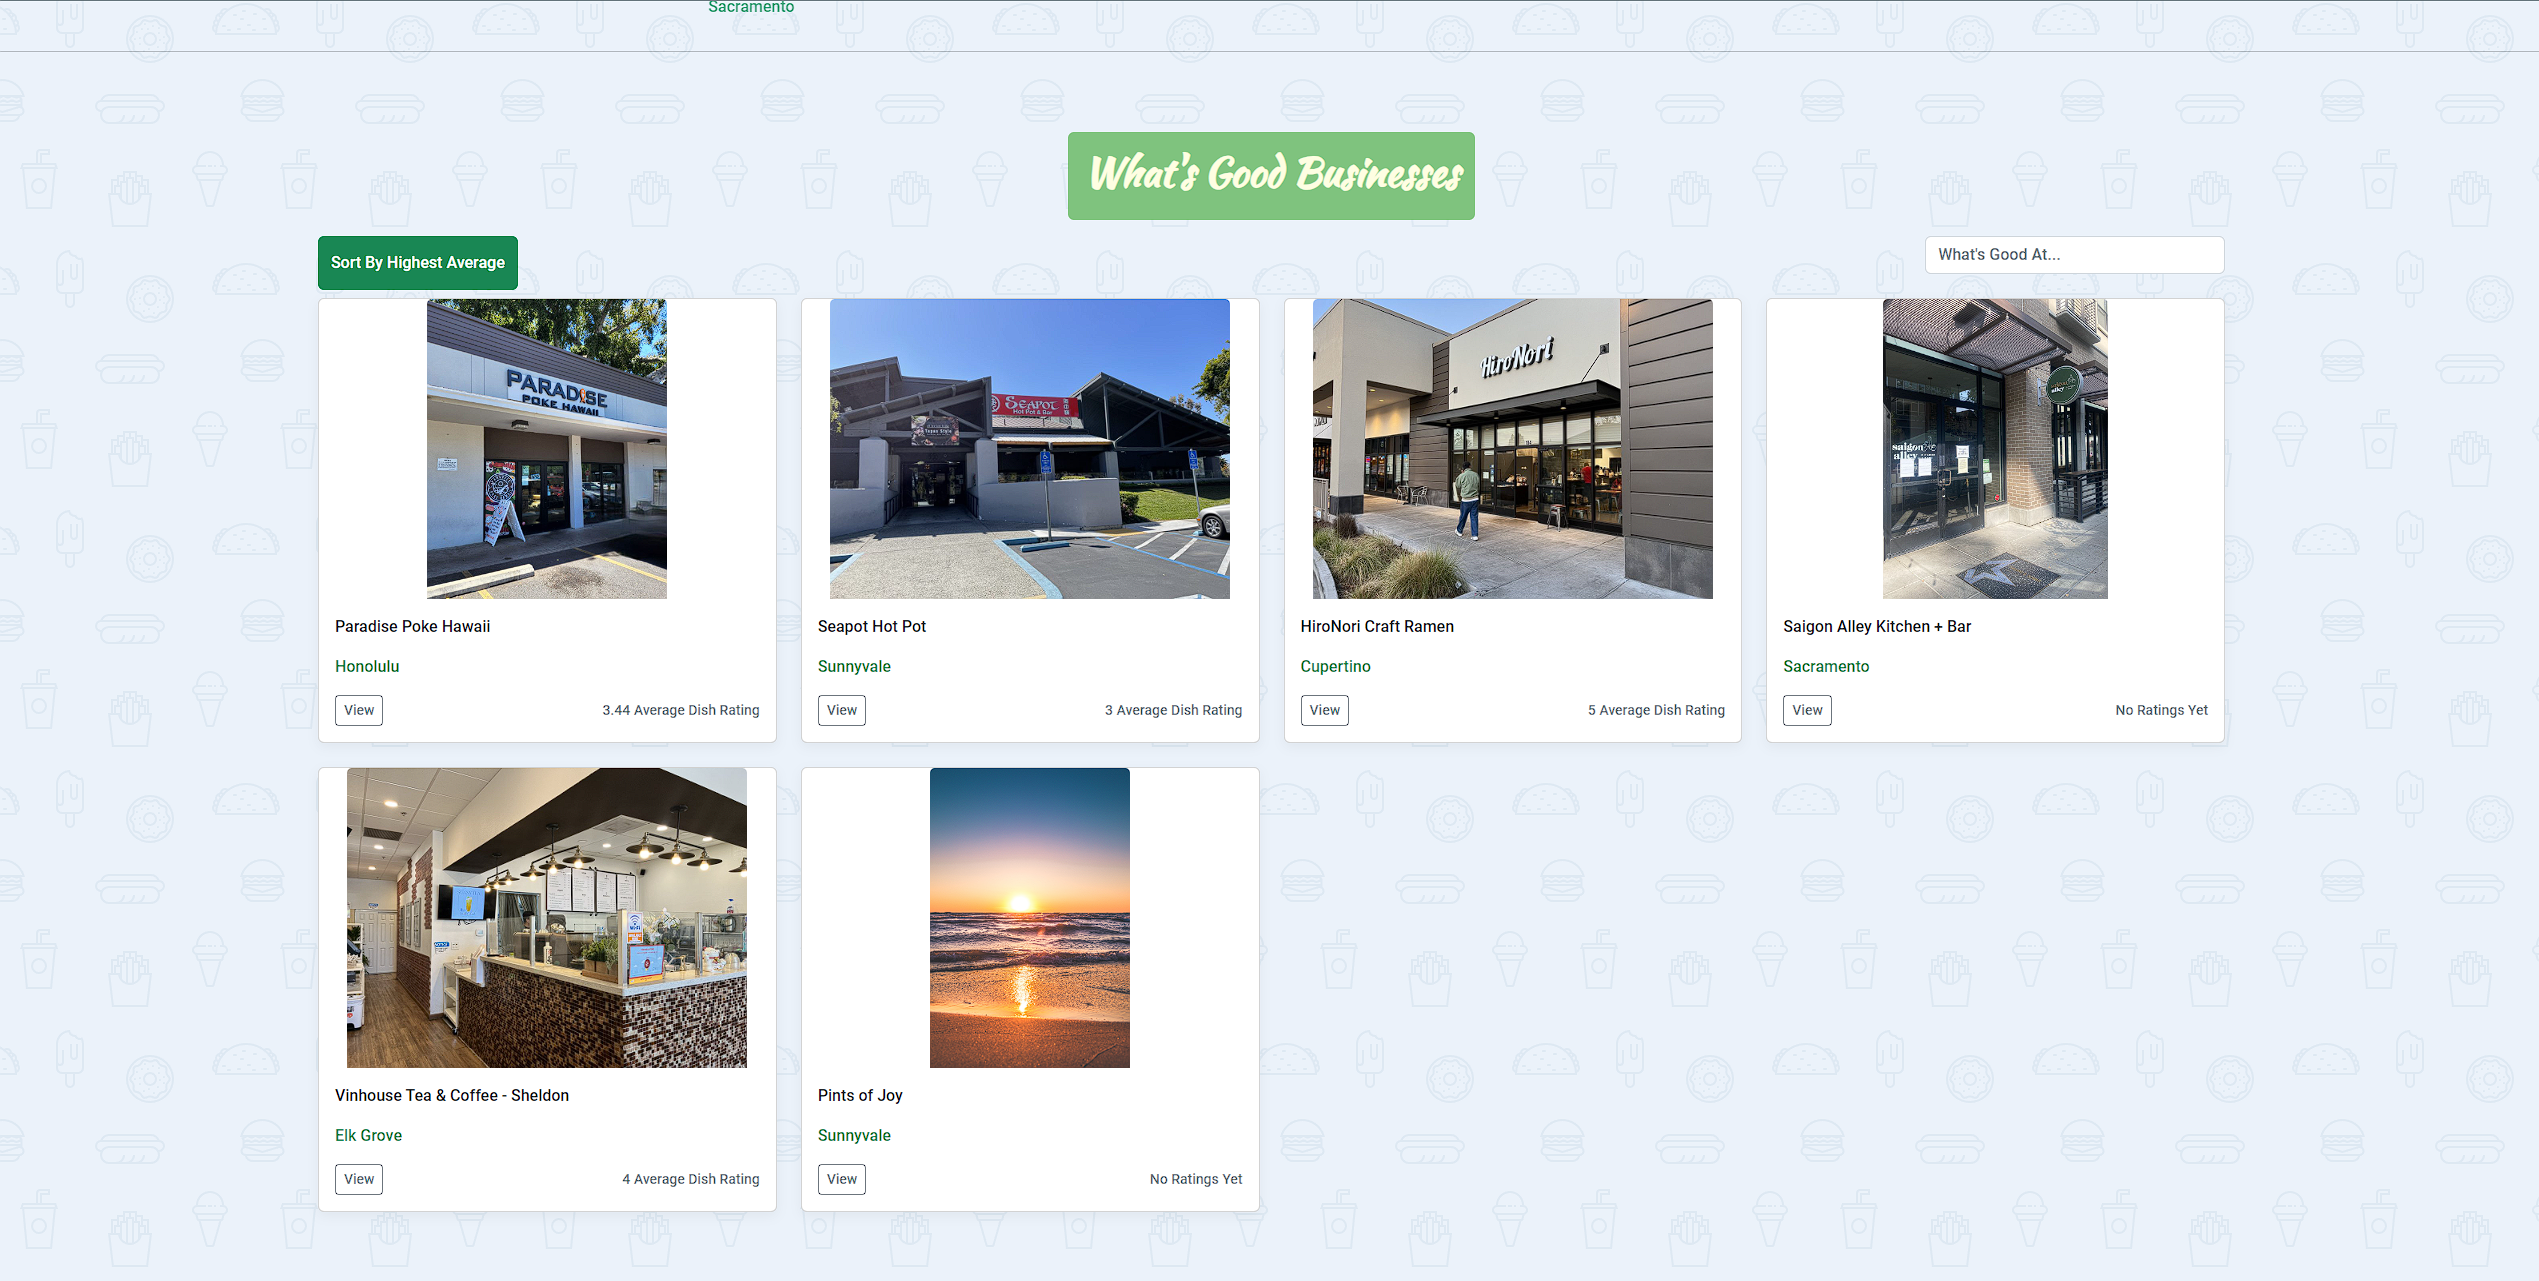 Sacramento
What's Good Businesses
Sort By Highest Average
What's Good At...
PARADISE
POKE HAWAII
SEAPOT
Hot Pot & Bar
HiroNori
saigon
alley
Paradise Poke Hawaii
Seapot Hot Pot
HiroNori Craft Ramen
Saigon Alley Kitchen + Bar
Honolulu
Sunnyvale
Cupertino
Sacramento
View
3.44 Average Dish Rating
View
3 Average Dish Rating
View
5 Average Dish Rating
View
No Ratings Yet
Wi-Fi
Vinhouse Tea & Coffee - Sheldon
Pints of Joy
Elk Grove
Sunnyvale
View
4 Average Dish Rating
View
No Ratings Yet